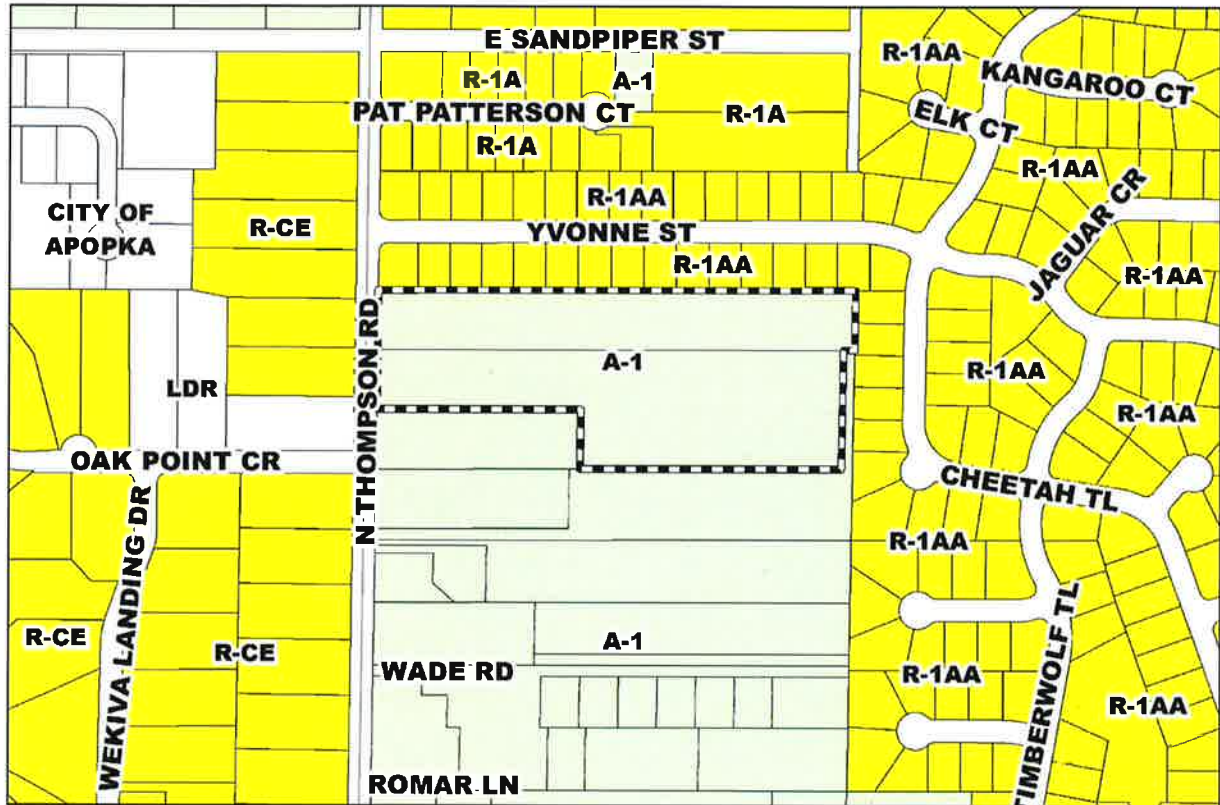 E SANDPIPER ST
R-1AA
KANGAROO CT
R-1A
A-1
PAT PATTERSON CT
R-1A
ELK CT
R-1A
R-1AA
R-1AA
JAGUAR CR
CITY OF
APOPKA
R-CE
YVONNE ST
R-1AA
R-1AA
N THOMPSON RD
A-1
R-1AA
LDR
R-1AA
OAK POINT CR
CHEETAH TL
WEKIVA LANDING DR
R-1AA
R-CE
R-CE
A-1
WADE RD
R-1AA
R-1AA
TIMBERWOLF TL
ROMAR LN